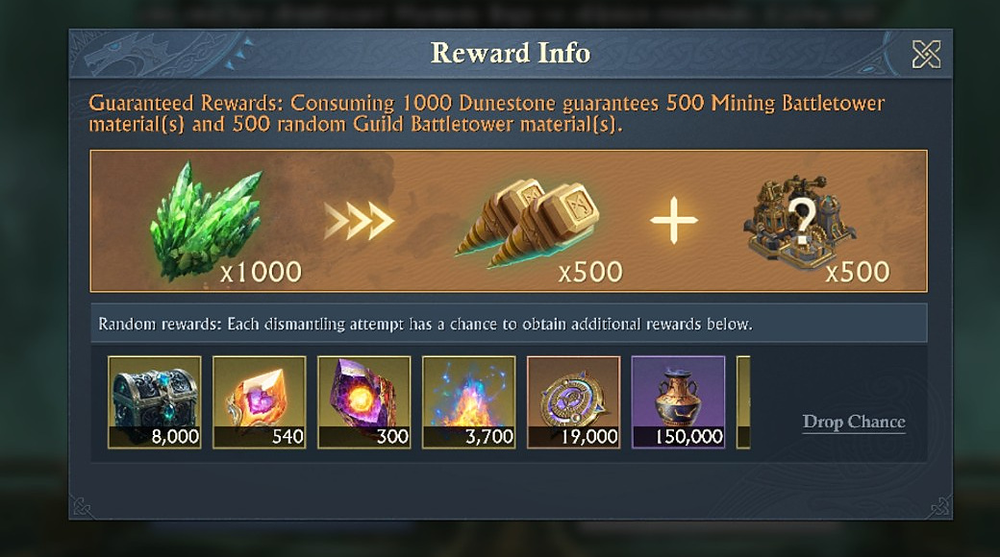 Reward Info
Guaranteed Rewards: Consuming 1000 Dunestone guarantees 500 Mining Battletower
material(s) and 500 random Guild Battletower material(s).
x1000
x500
?
x500
Random rewards: Each dismantling attempt has a chance to obtain additional rewards below.
8,000
540
300
3,700
19,000
150,000
Drop Chance